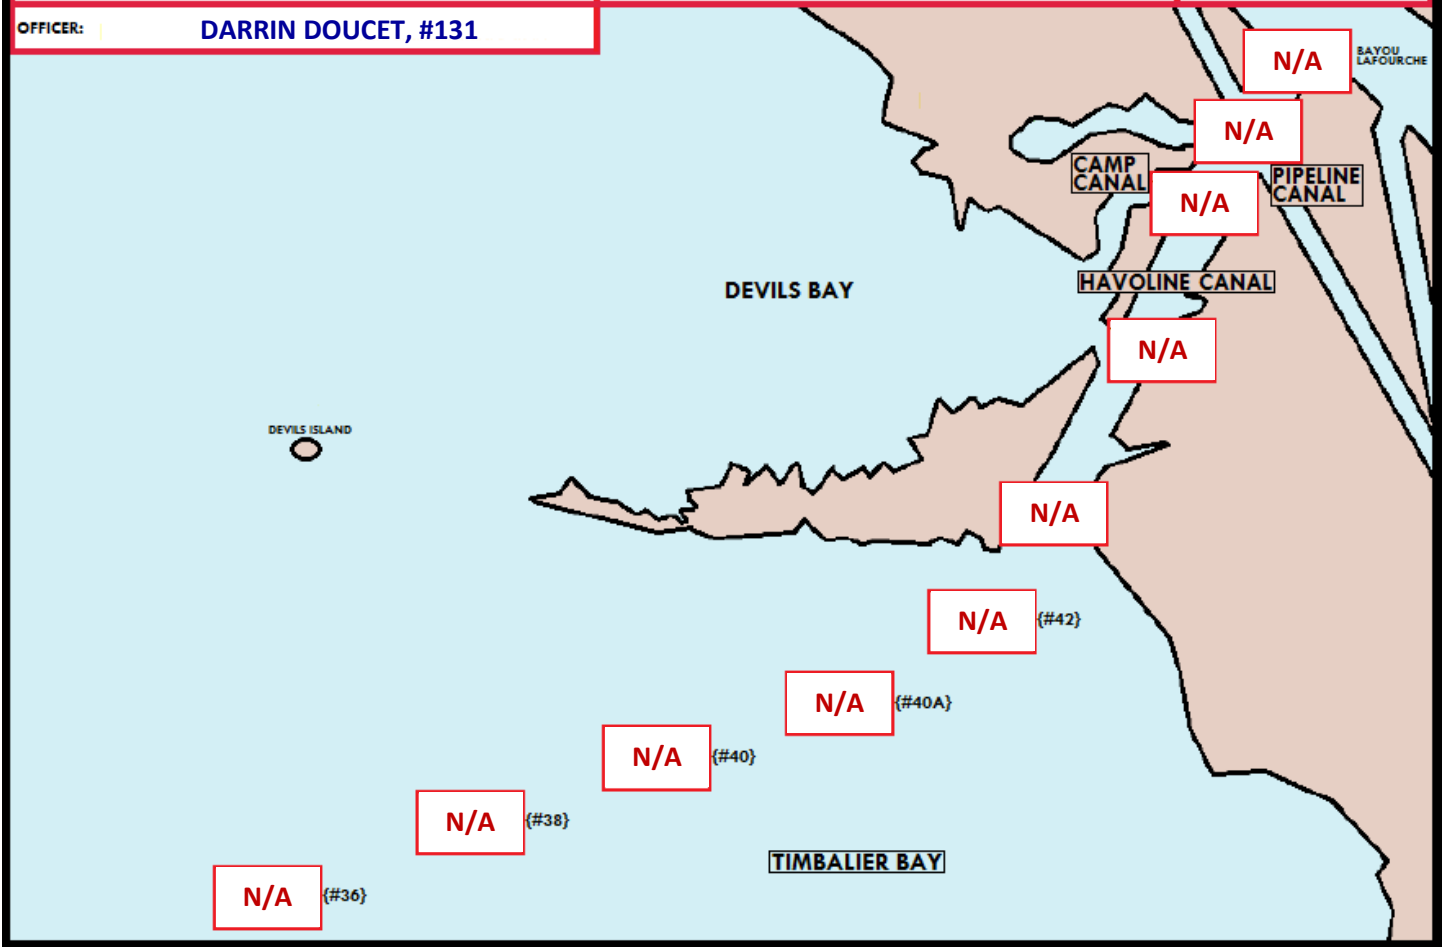 OFFICER: DARRIN DOUCET, #131
N/A
BAYOU
LAFOURCHE
N/A
CAMP
CANAL
PIPELINE
CANAL
N/A
HAVOLINE CANAL
DEVILS BAY
N/A
DEVILS ISLAND
N/A
N/A {#42}
N/A {#40A}
N/A {#40}
N/A {#38}
TIMBALIER BAY
N/A {#36}